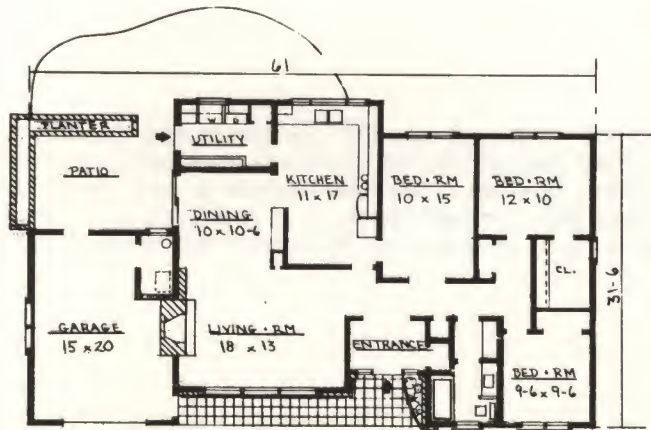 61
PLANTER
UTILITY
PATIO
KITCHEN
11 x 17
BED • RM
10 x 15
BED • RM
12 x 10
DINING
10 x 10-6
CL.
31-6
GARAGE
15 x 20
LIVING • RM
18 x 13
ENTRANCE
BED • RM
9-6 x 9-6